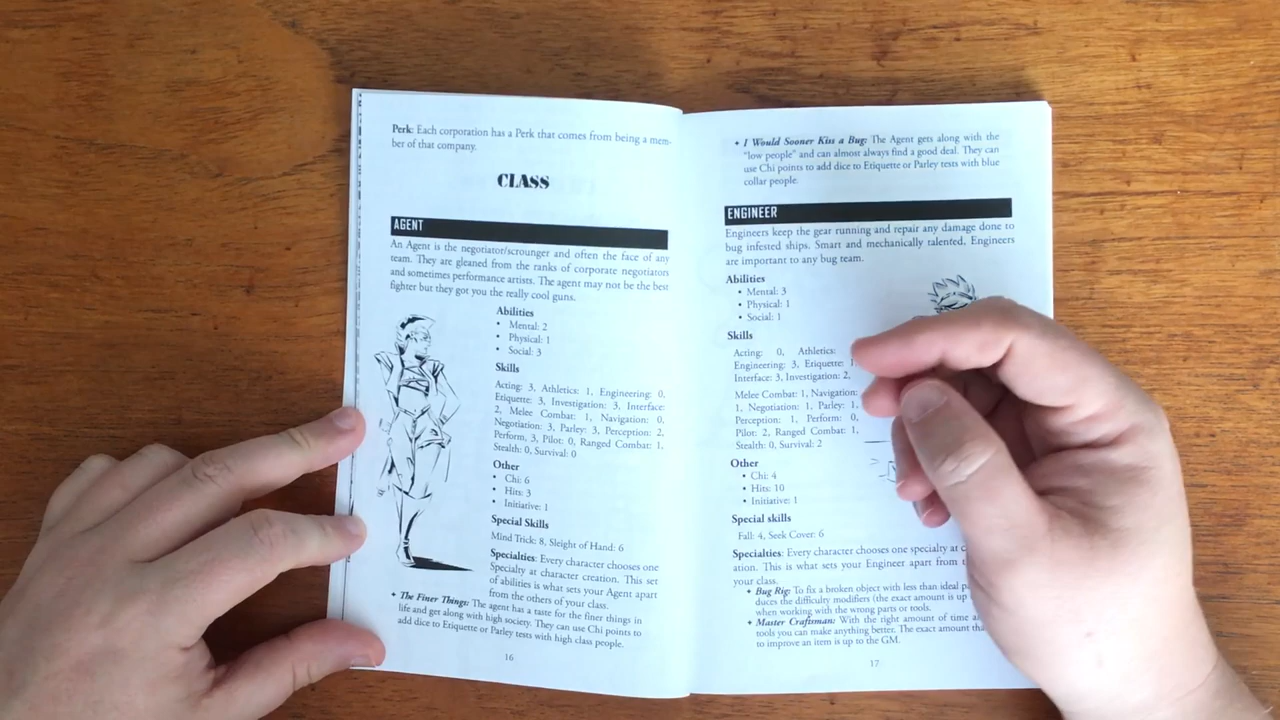 Perk: Each corporation has a Perk that comes from being a mem-
ber of that company.
CLASS
AGENT
An Agent is the negotiator/scrounger and often the face of any
team. They are gleaned from the ranks of corporate negotiators
and sometimes performance artists. The agent may not be the best
fighter but they got you the really cool guns.
Abilities
• Mental: 2
• Physical: 1
• Social: 3
Skills
Acting: 3, Athletics: 1, Engineering: 0,
Etiquette: 3, Investigation: 3, Interface:
2, Melee Combat: 1, Navigation: 0,
Negotiation: 3, Parley: 3, Perception: 2,
Perform, 3, Pilot: 0, Ranged Combat: 1,
Stealth: 0, Survival: 0
Other
• Chi: 6
• Hits: 3
• Initiative: 1
Special Skills
Mind Trick: 8, Sleight of Hand: 6
Specialties: Every character chooses one
Specialty at character creation. This set
of abilities is what sets your Agent apart
from the others of your class.
✦ The Finer Things: The agent has a taste for the finer things in
life and get along with high society. They can use Chi points to
add dice to Etiquette or Parley tests with high class people.
16
✦ I Would Sooner Kiss a Bug: The Agent gets along with the
"low people" and can almost always find a good deal. They can
use Chi points to add dice to Etiquette or Parley tests with blue
collar people.
ENGINEER
Engineers keep the gear running and repair any damage done to
bug infested ships. Smart and mechanically talented, Engineers
are important to any bug team.
Abilities
• Mental: 3
• Physical: 1
• Social: 1
Skills
Acting: 0, Athletics:
Engineering: 3, Etiquette: 1,
Interface: 3, Investigation: 2,
Melee Combat: 1, Navigation:
1, Negotiation: 1, Parley: 1,
Perception: 1, Perform: 0,
Pilot: 2, Ranged Combat: 1,
Stealth: 0, Survival: 2
Other
• Chi: 4
• Hits: 10
• Initiative: 1
Special skills
Fall: 4, Seek Cover: 6
Specialties: Every character chooses one specialty at
ation. This is what sets your Engineer apart from
your class.
✦ Bug Rig: To fix a broken object with less than ideal
duces the difficulty modifiers (the exact amount is up
when working with the wrong parts or tools.
✦ Master Craftsman: With the right amount of time
tools you can make anything better. The exact amount
to improve an item is up to the GM.
17